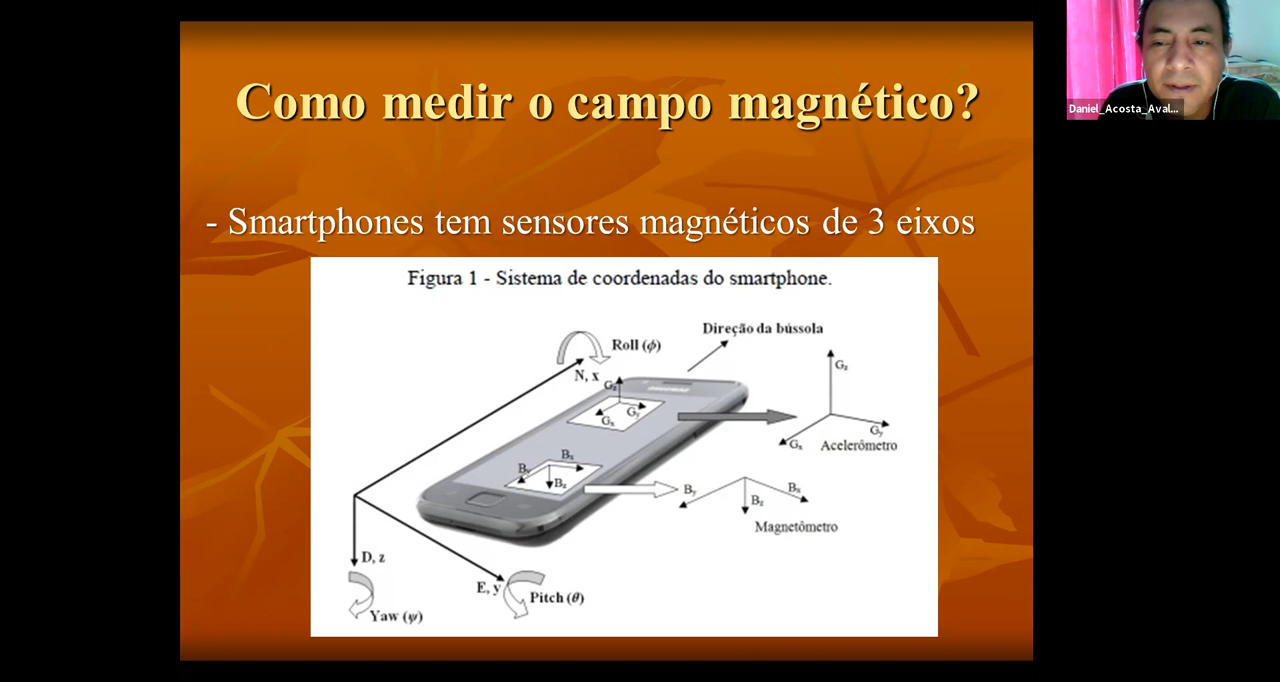 Como medir o campo magnético?
- Smartphones tem sensores magnéticos de 3 eixos
Figura 1 - Sistema de coordenadas do smartphone.
Direção da bússola
Roll (ϕ)
N, x
Gz
Gy
Gx
Gz
Gy
Gx
Acelerômetro
Bx
By
Bz
By
Bx
Bz
Magnetômetro
D, z
E, y
Pitch (θ)
Yaw (ψ)
Daniel_Acosta_Aval...